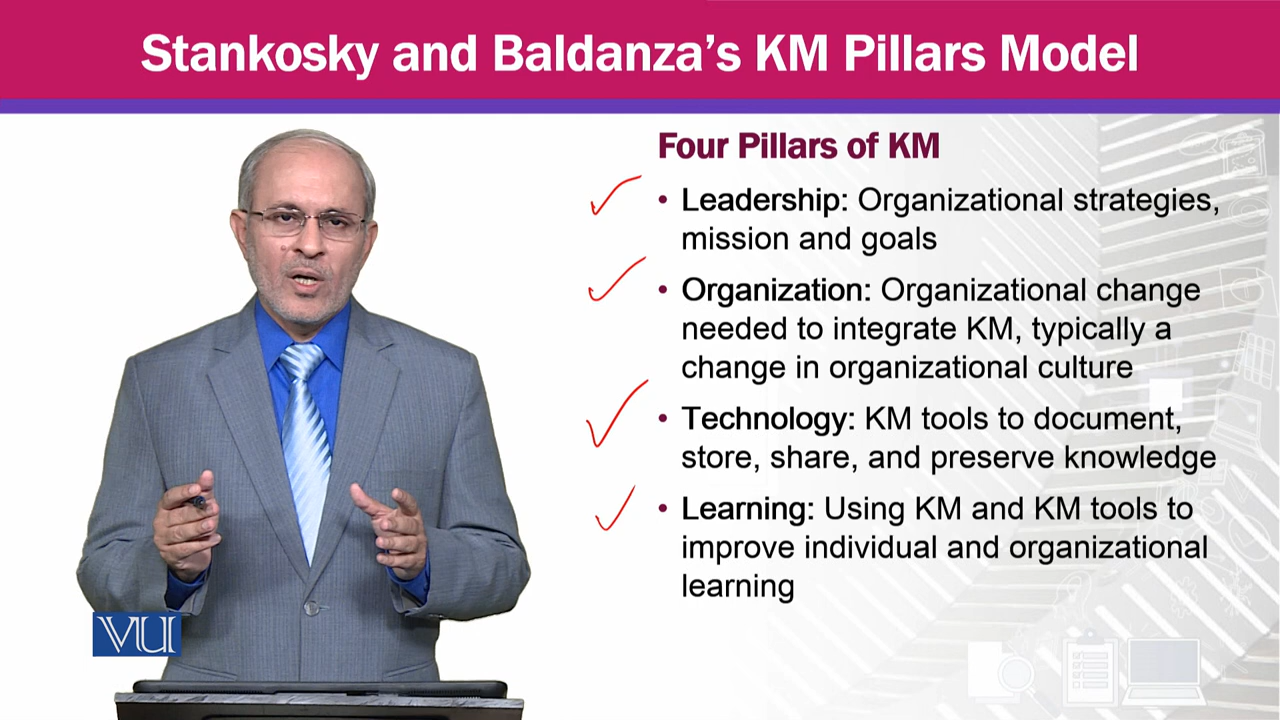 Stankosky and Baldanza’s KM Pillars Model
Four Pillars of KM
• Leadership: Organizational strategies,
mission and goals
• Organization: Organizational change
needed to integrate KM, typically a
change in organizational culture
• Technology: KM tools to document,
store, share, and preserve knowledge
• Learning: Using KM and KM tools to
improve individual and organizational
learning
VU